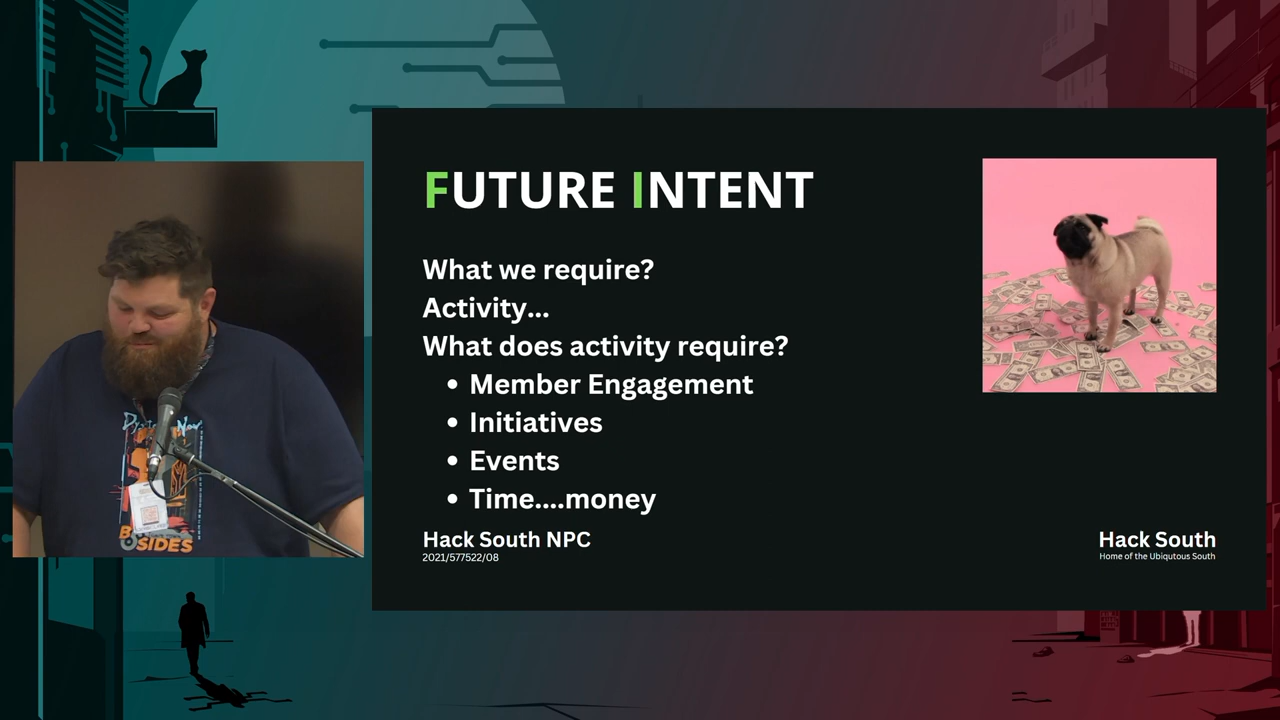 FUTURE INTENT
What we require?
Activity...
What does activity require?
• Member Engagement
• Initiatives
• Events
• Time....money
Hack South NPC
2021/577522/08
Hack South
Home of the Ubiqutous South
SIDES